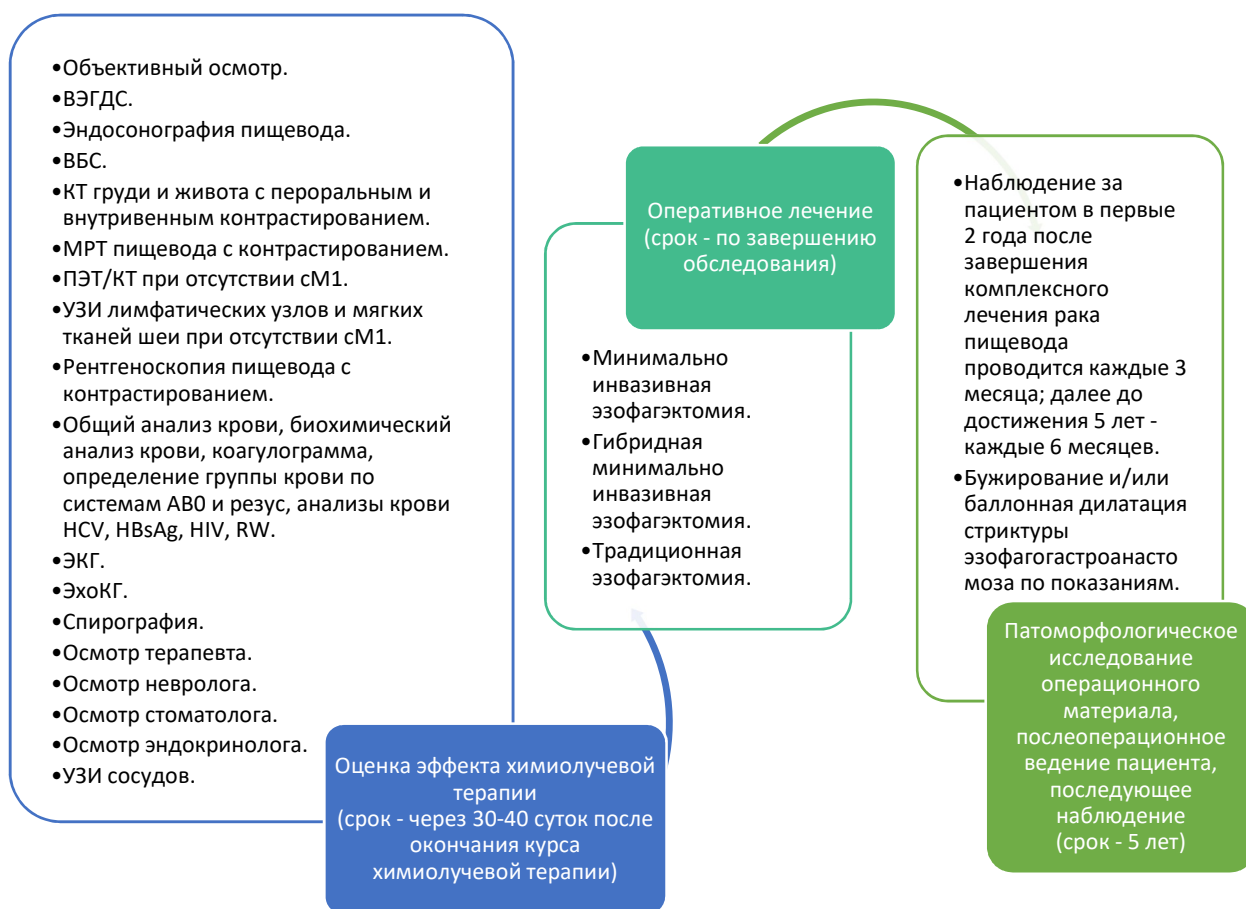 •Объективный осмотр.
•ВЭГДС.
•Эндосонография пищевода.
•ВБС.
•КТ груди и живота с пероральным и
внутривенным контрастированием.
•МРТ пищевода с контрастированием.
•ПЭТ/КТ при отсутствии сМ1.
•УЗИ лимфатических узлов и мягких
тканей шеи при отсутствии сМ1.
•Рентгеноскопия пищевода с
контрастированием.
•Общий анализ крови, биохимический
анализ крови, коагулограмма,
определение группы крови по
системам АВ0 и резус, анализы крови
HCV, HBsAg, HIV, RW.
•ЭКГ.
•ЭхоКГ.
•Спирография.
•Осмотр терапевта.
•Осмотр невролога.
•Осмотр стоматолога.
•Осмотр эндокринолога.
•УЗИ сосудов.
Оценка эффекта химиолучевой
терапии
(срок - через 30-40 суток после
окончания курса
химиолучевой терапии)
Оперативное лечение
(срок - по завершению
обследования)
•Минимально
инвазивная
эзофагэктомия.
•Гибридная
минимально
инвазивная
эзофагэктомия.
•Традиционная
эзофагэктомия.
•Наблюдение за
пациентом в первые
2 года после
завершения
комплексного
лечения рака
пищевода
проводится каждые 3
месяца; далее до
достижения 5 лет -
каждые 6 месяцев.
•Бужирование и/или
баллонная дилатация
стриктуры
эзофагогастроанасто
моза по показаниям.
Патоморфологическое
исследование
операционного
материала,
послеоперационное
ведение пациента,
последующее
наблюдение
(срок - 5 лет)